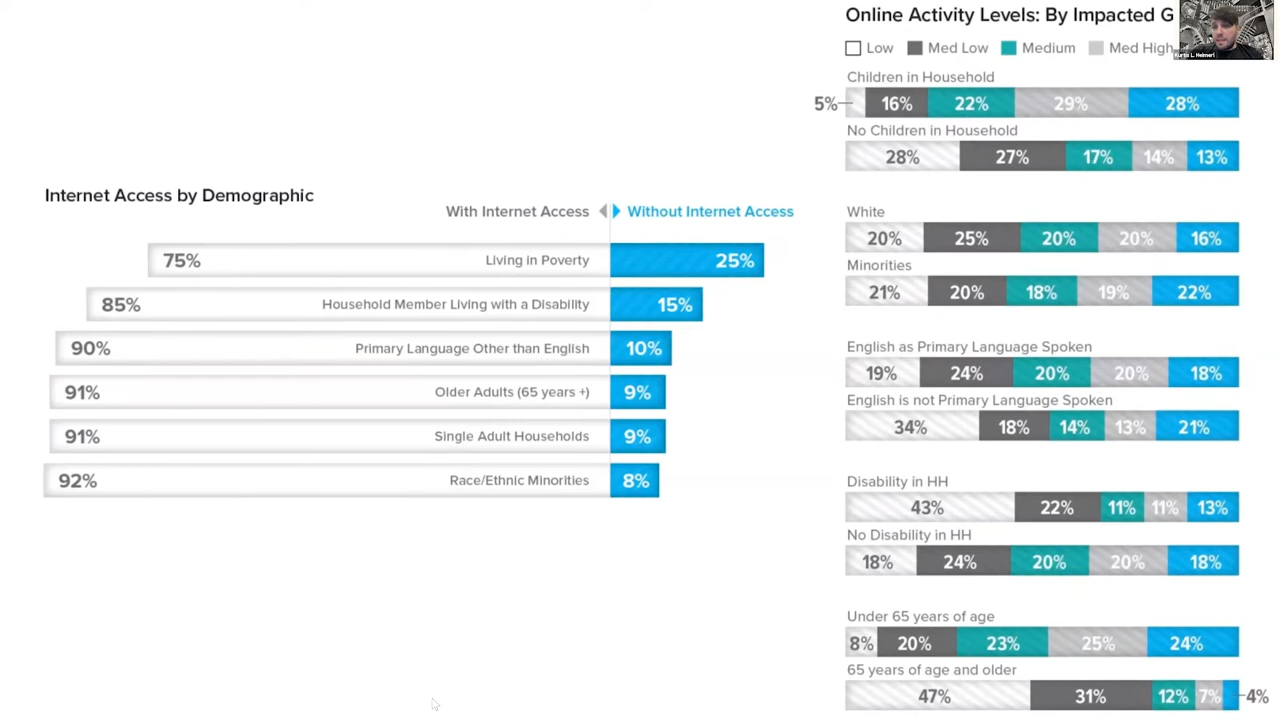 Internet Access by Demographic
With Internet Access Without Internet Access
75% Living in Poverty 25%
85% Household Member Living with a Disability 15%
90% Primary Language Other than English 10%
91% Older Adults (65 years +) 9%
91% Single Adult Households 9%
92% Race/Ethnic Minorities 8%
Online Activity Levels: By Impacted G
Low Med Low Medium Med High
Children in Household
5% 16% 22% 29% 28%
No Children in Household
28% 27% 17% 14% 13%
White
20% 25% 20% 20% 16%
Minorities
21% 20% 18% 19% 22%
English as Primary Language Spoken
19% 24% 20% 20% 18%
English is not Primary Language Spoken
34% 18% 14% 13% 21%
Disability in HH
43% 22% 11% 11% 13%
No Disability in HH
18% 24% 20% 20% 18%
Under 65 years of age
8% 20% 23% 25% 24%
65 years of age and older
47% 31% 12% 7% 4%
Kurtis L. Heimerl